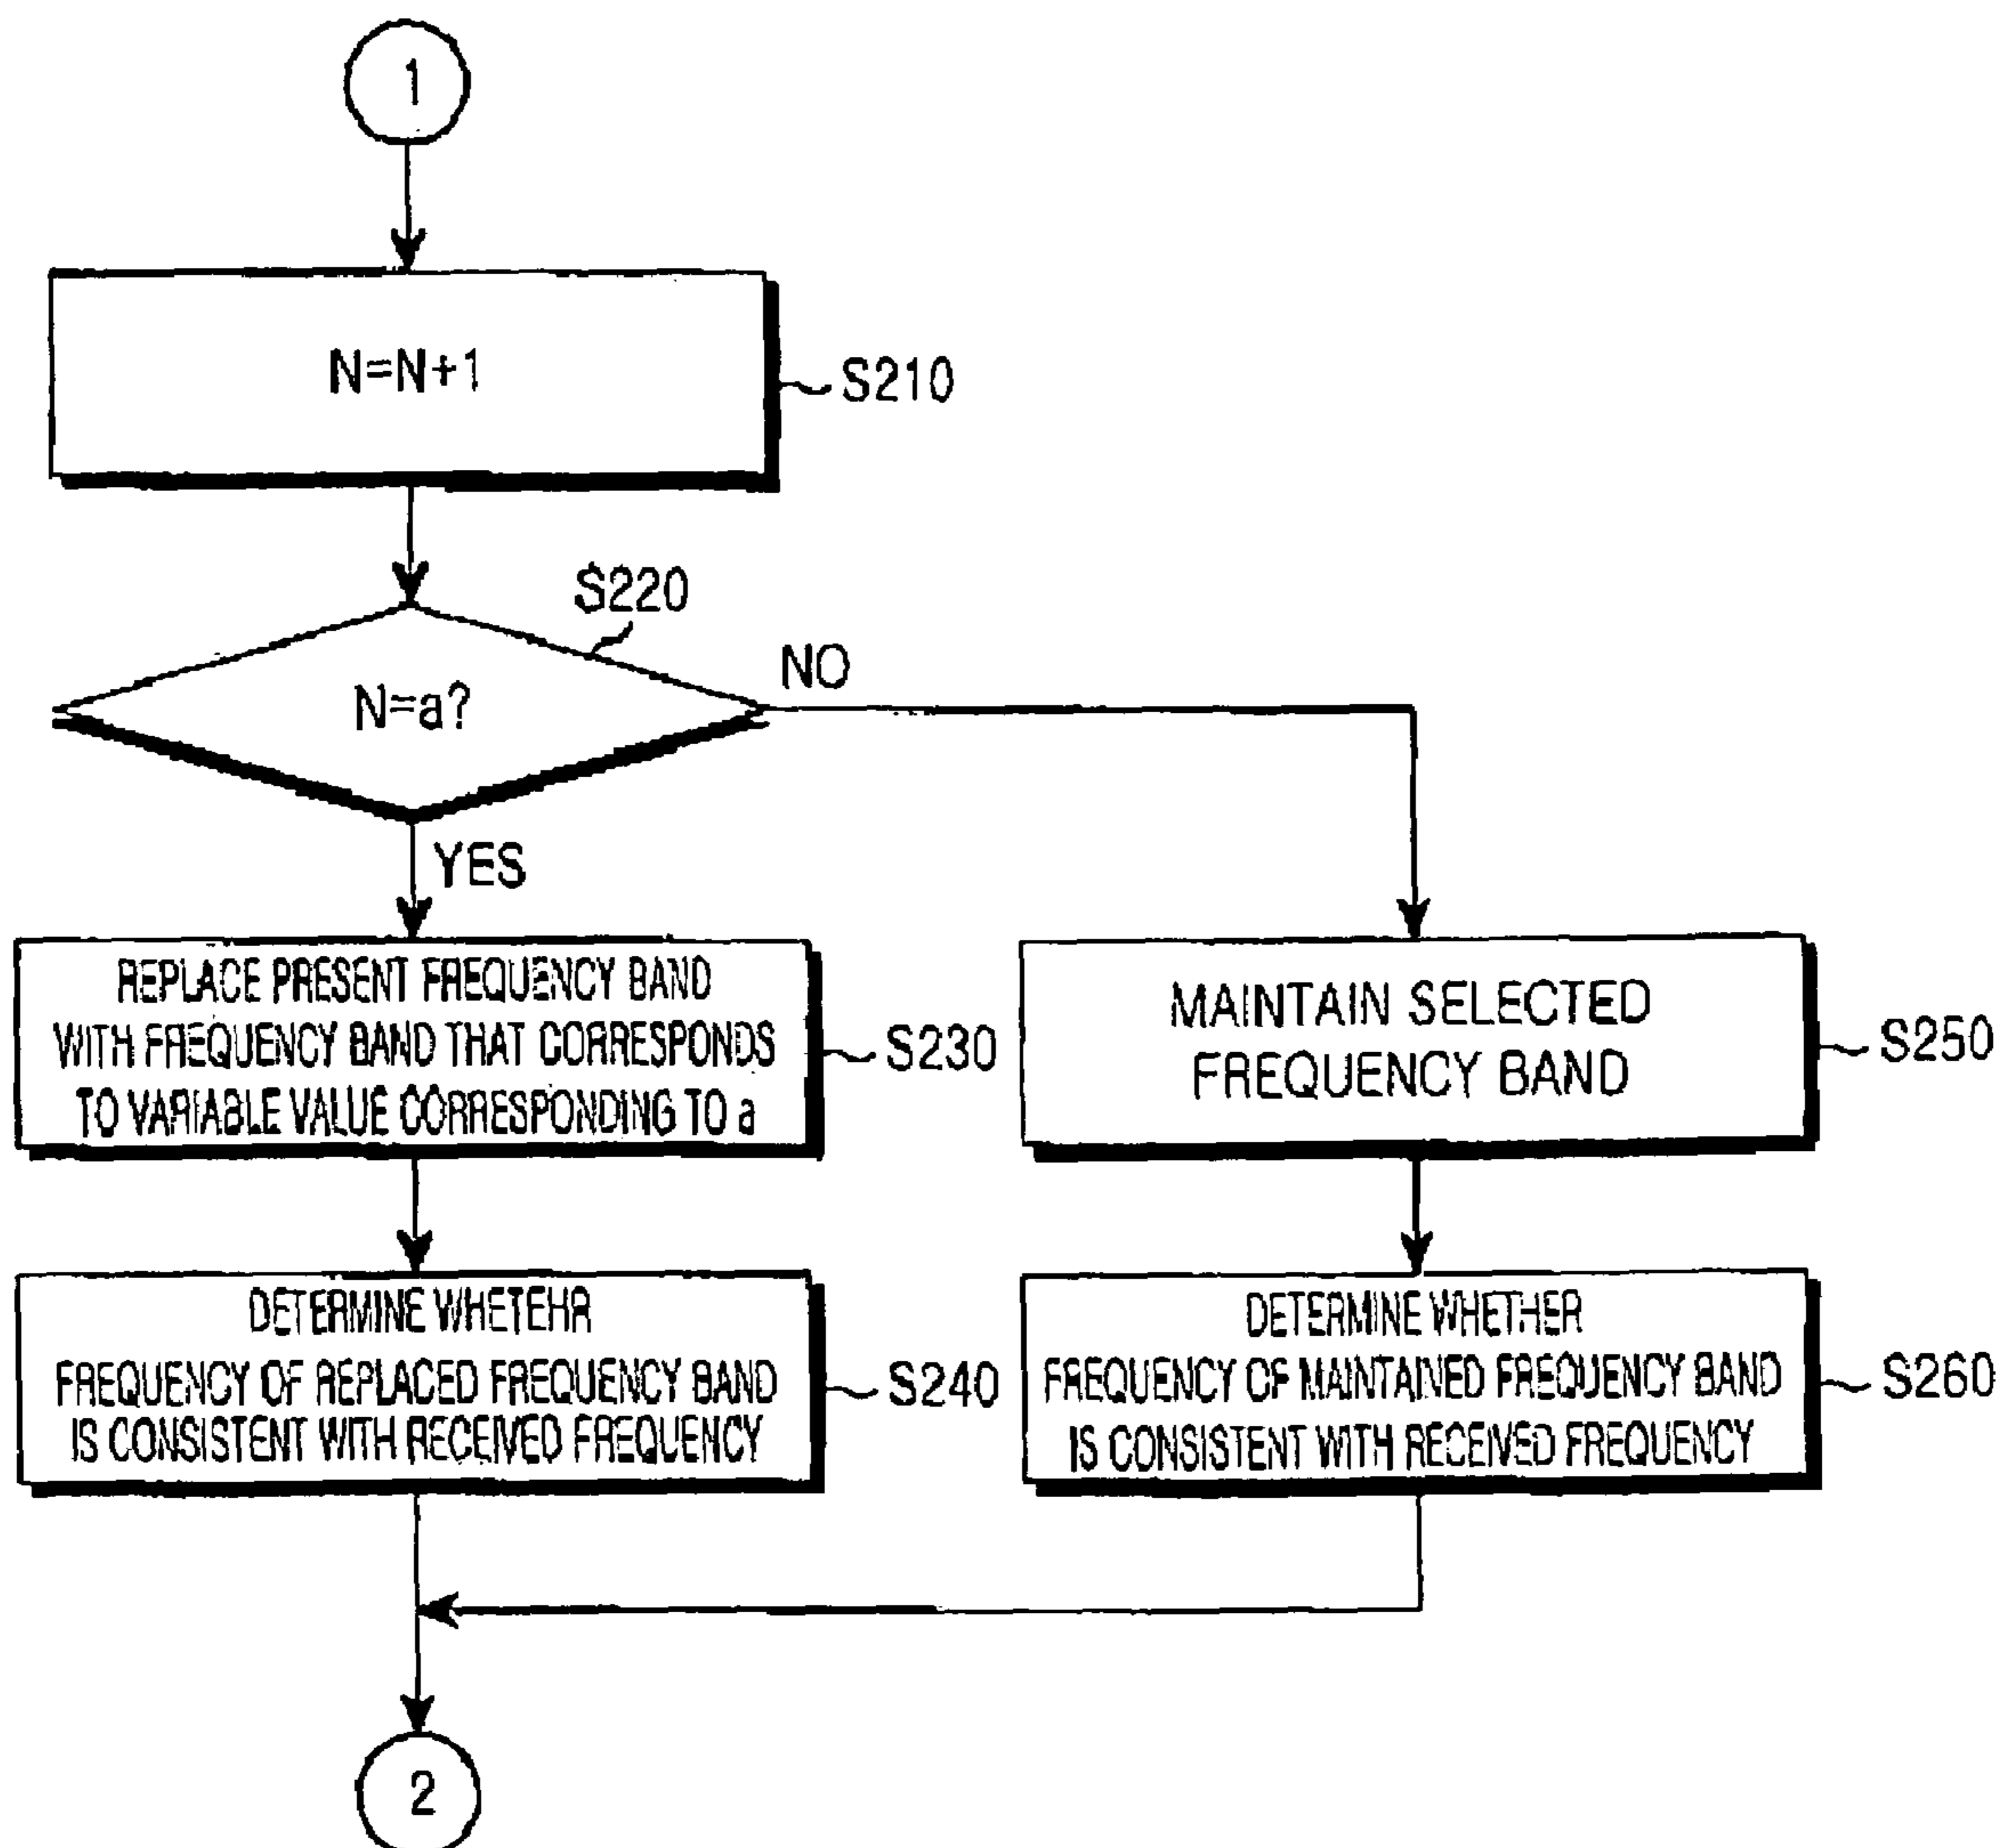 1
N=N+1
S210
S220
N=a?
NO
YES
REPLACE PRESENT FREQUENCY BAND
WITH FREQUENCY BAND THAT CORRESPONDS
TO VARIABLE VALUE CORRESPONDING TO a
S230
MAINTAIN SELECTED
FREQUENCY BAND
S250
DETERMINE WHETEHR
FREQUENCY OF REPLACED FREQUENCY BAND
IS CONSISTENT WITH RECEIVED FREQUENCY
S240
DETERMINE WHETHER
FREQUENCY OF MAINTAINED FREQUENCY BAND
IS CONSISTENT WITH RECEIVED FREQUENCY
S260
2